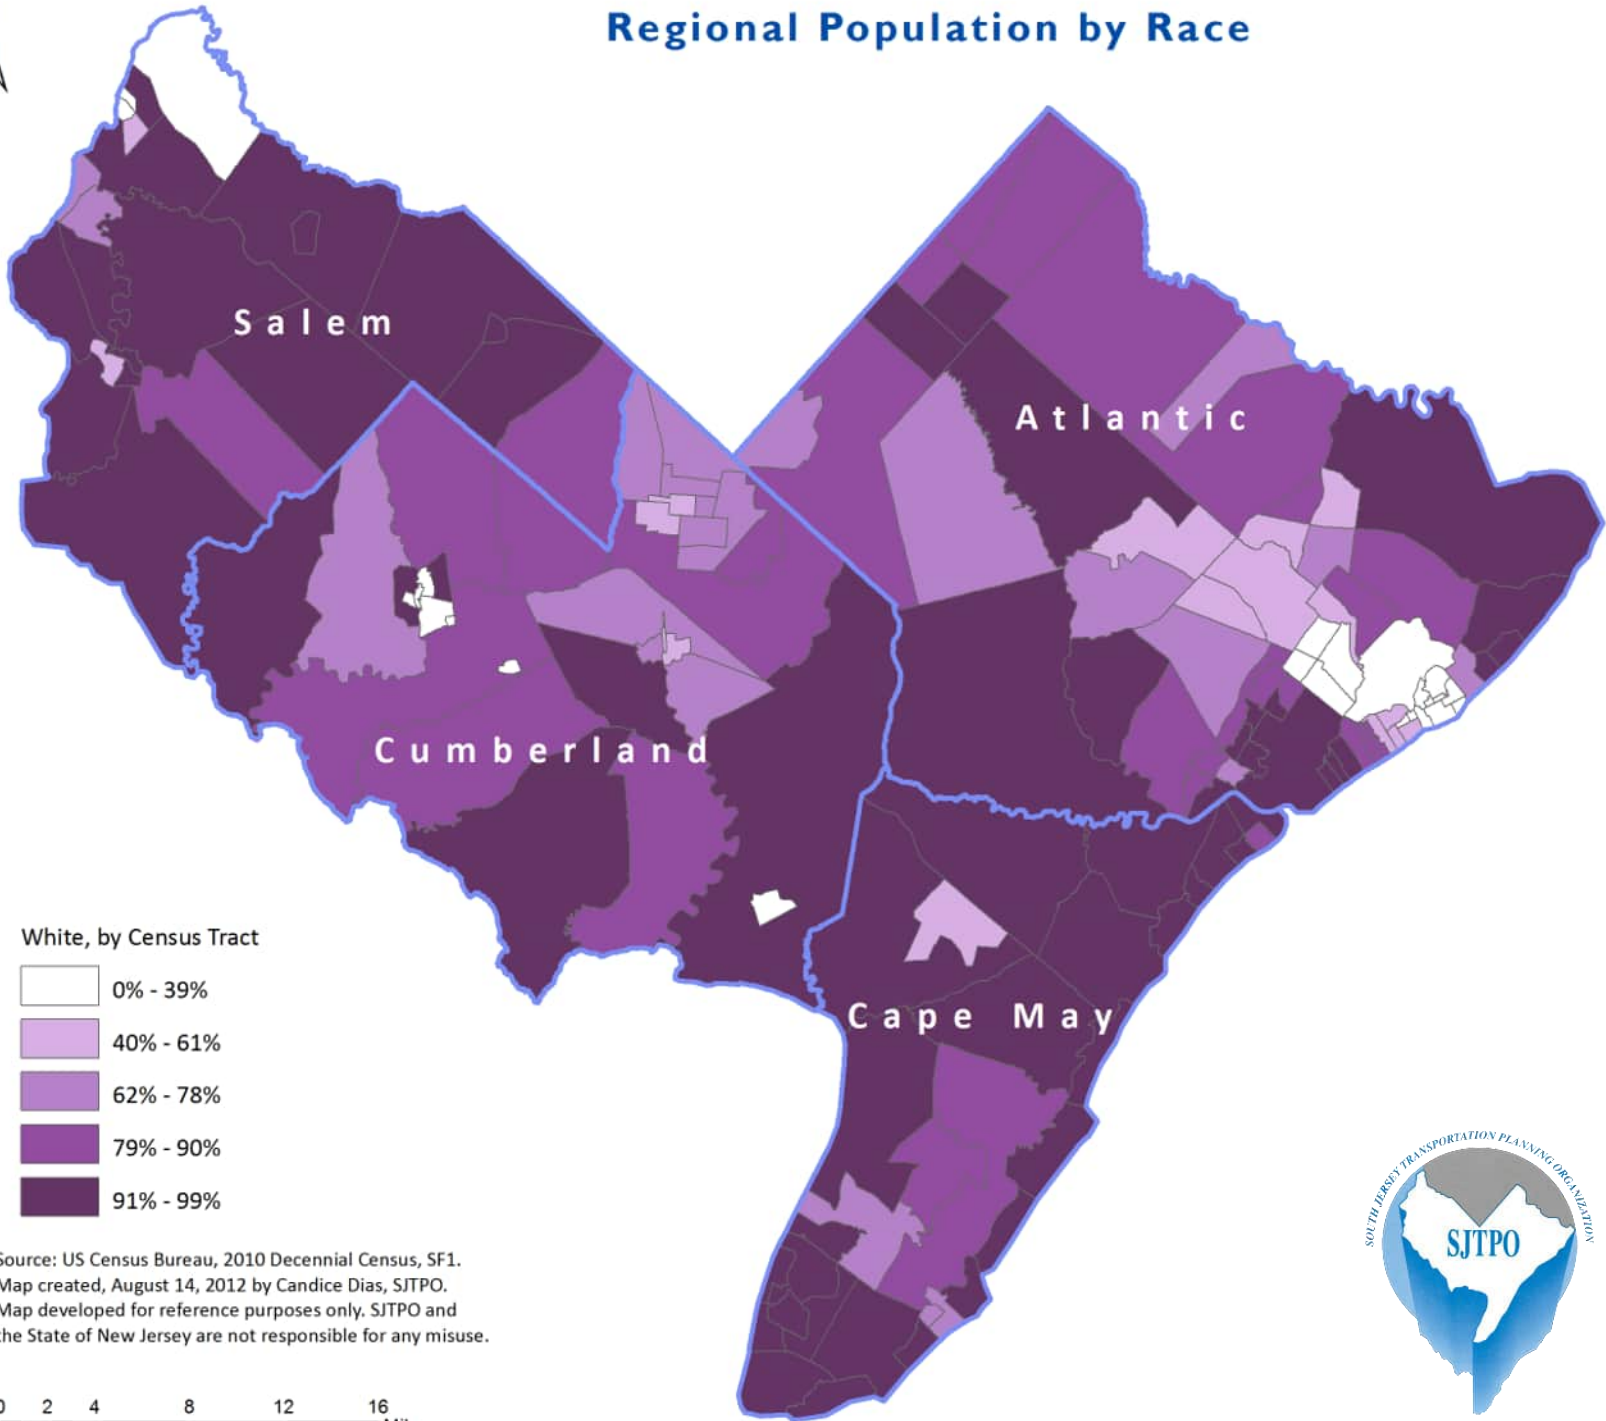 Regional Population by Race
Salem
Atlantic
Cumberland
Cape May
White, by Census Tract
0% - 39%
40% - 61%
62% - 78%
79% - 90%
91% - 99%
Source: US Census Bureau, 2010 Decennial Census, SF1.
Map created, August 14, 2012 by Candice Dias, SJTPO.
Map developed for reference purposes only. SJTPO and
the State of New Jersey are not responsible for any misuse.
0 2 4 8 12 16
SOUTH JERSEY TRANSPORTATION PLANNING ORGANIZATION
SJTPO